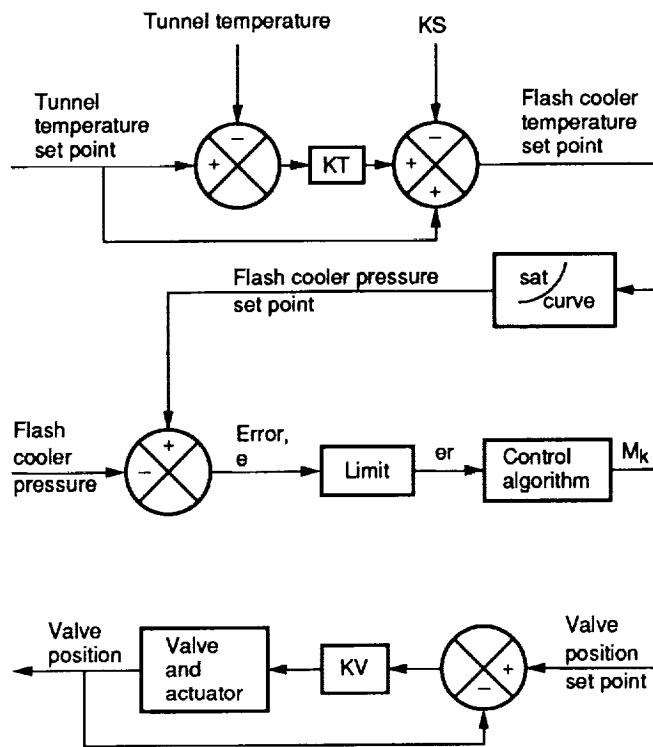 Tunnel temperature
KS
Tunnel
temperature
set point
Flash cooler
temperature
set point
−
−
+
KT
+
+
Flash cooler pressure
set point
sat
curve
Flash
cooler
pressure
+
−
Error,
e
Limit
er
Control
algorithm
Mk
Valve
position
Valve
and
actuator
KV
+
−
Valve
position
set point